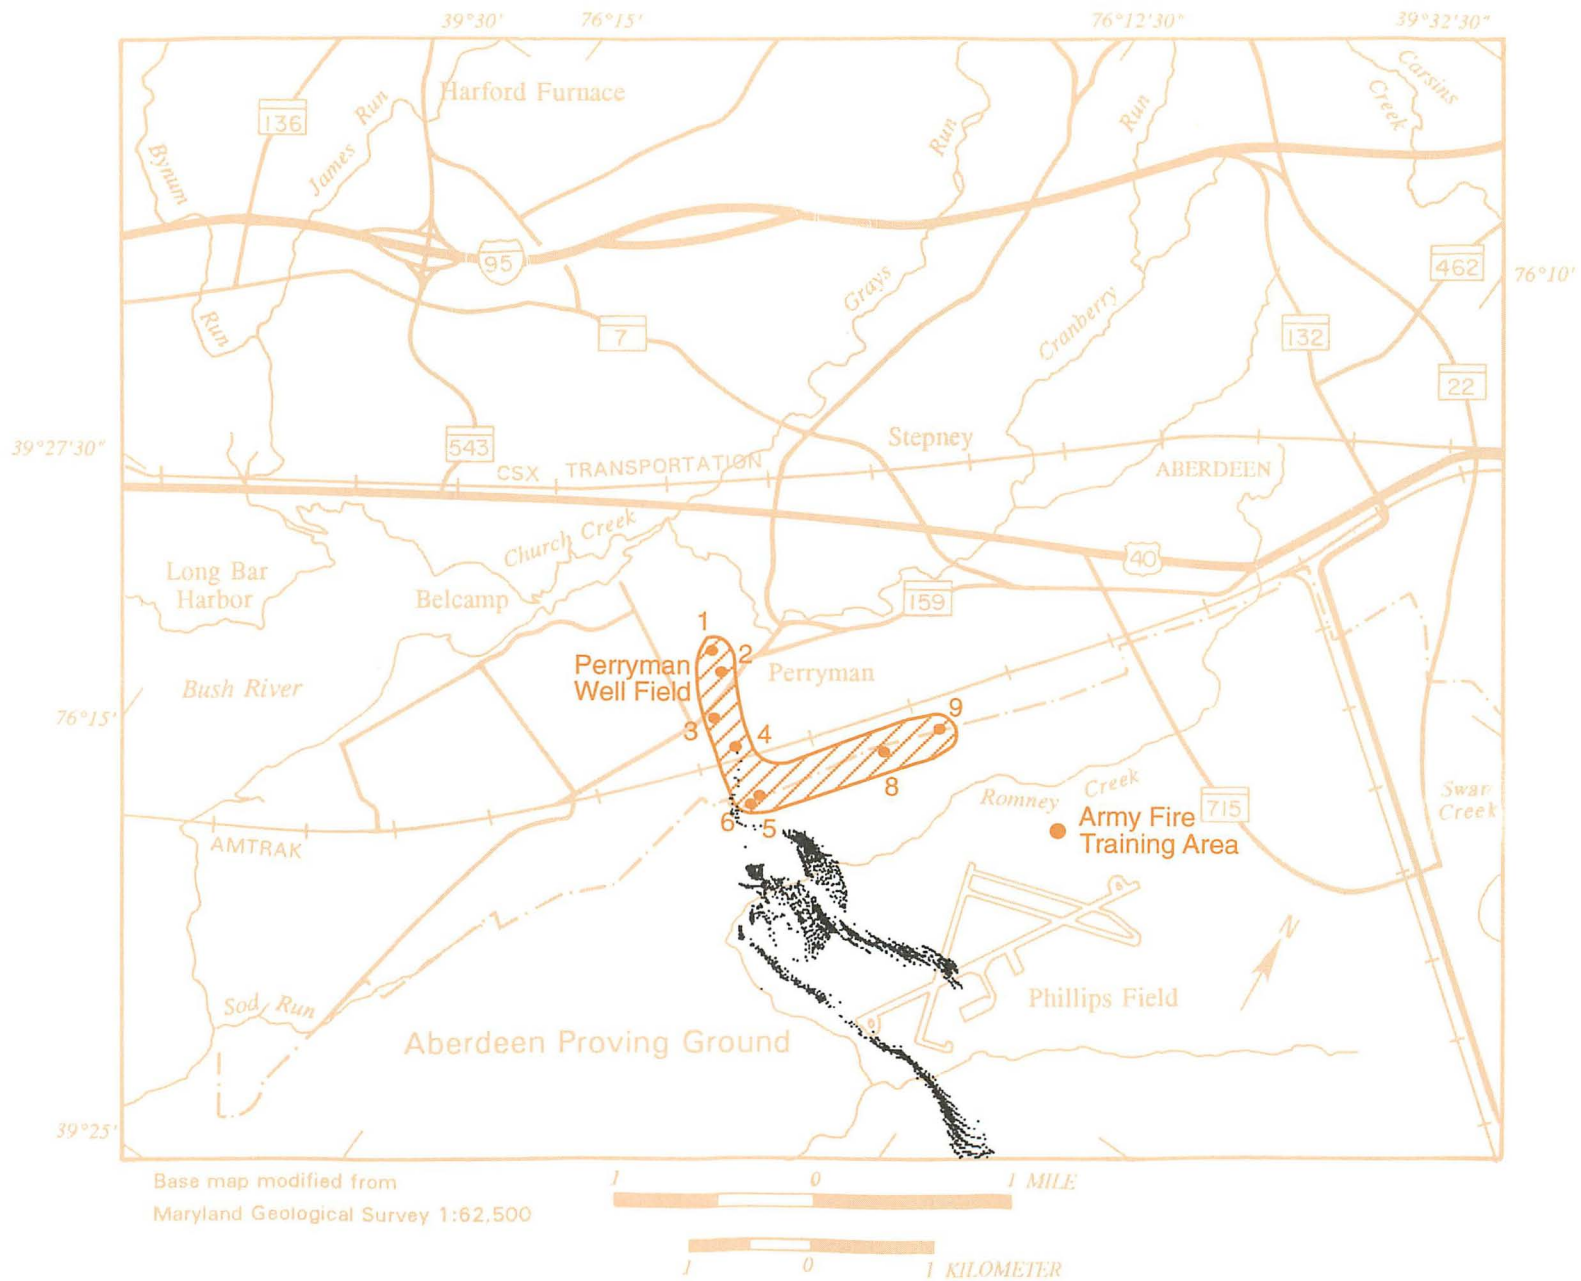 39°30'
76°15'
76°12'30"
39°32'30"
Harford Furnace
136
James Run
Bynum
Run
95
7
543
Grays
Run
Cranberry
Run
Carsins
Creek
462
132
22
76°10'
39°27'30"
CSX TRANSPORTATION
Stepney
ABERDEEN
Church Creek
40
Long Bar
Harbor
Belcamp
159
1
2
Perryman
Well Field
Perryman
Bush River
76°15'
3
4
9
8
6
5
Romney Creek
Army Fire
Training Area
715
Swan
Creek
AMTRAK
N
Sod Run
Phillips Field
Aberdeen Proving Ground
39°25'
Base map modified from
Maryland Geological Survey 1:62,500
1 0 1 MILE
1 0 1 KILOMETER